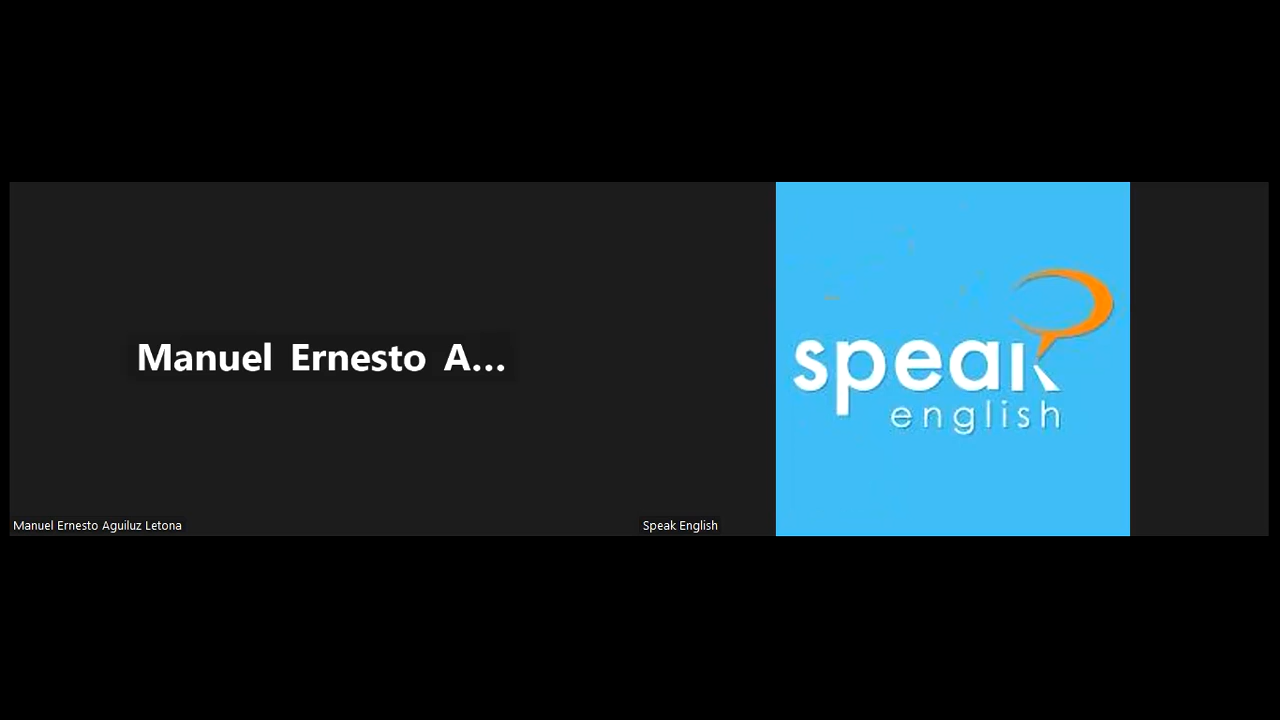 Manuel Ernesto A...
speak
english
Manuel Ernesto Aguiluz Letona
Speak English